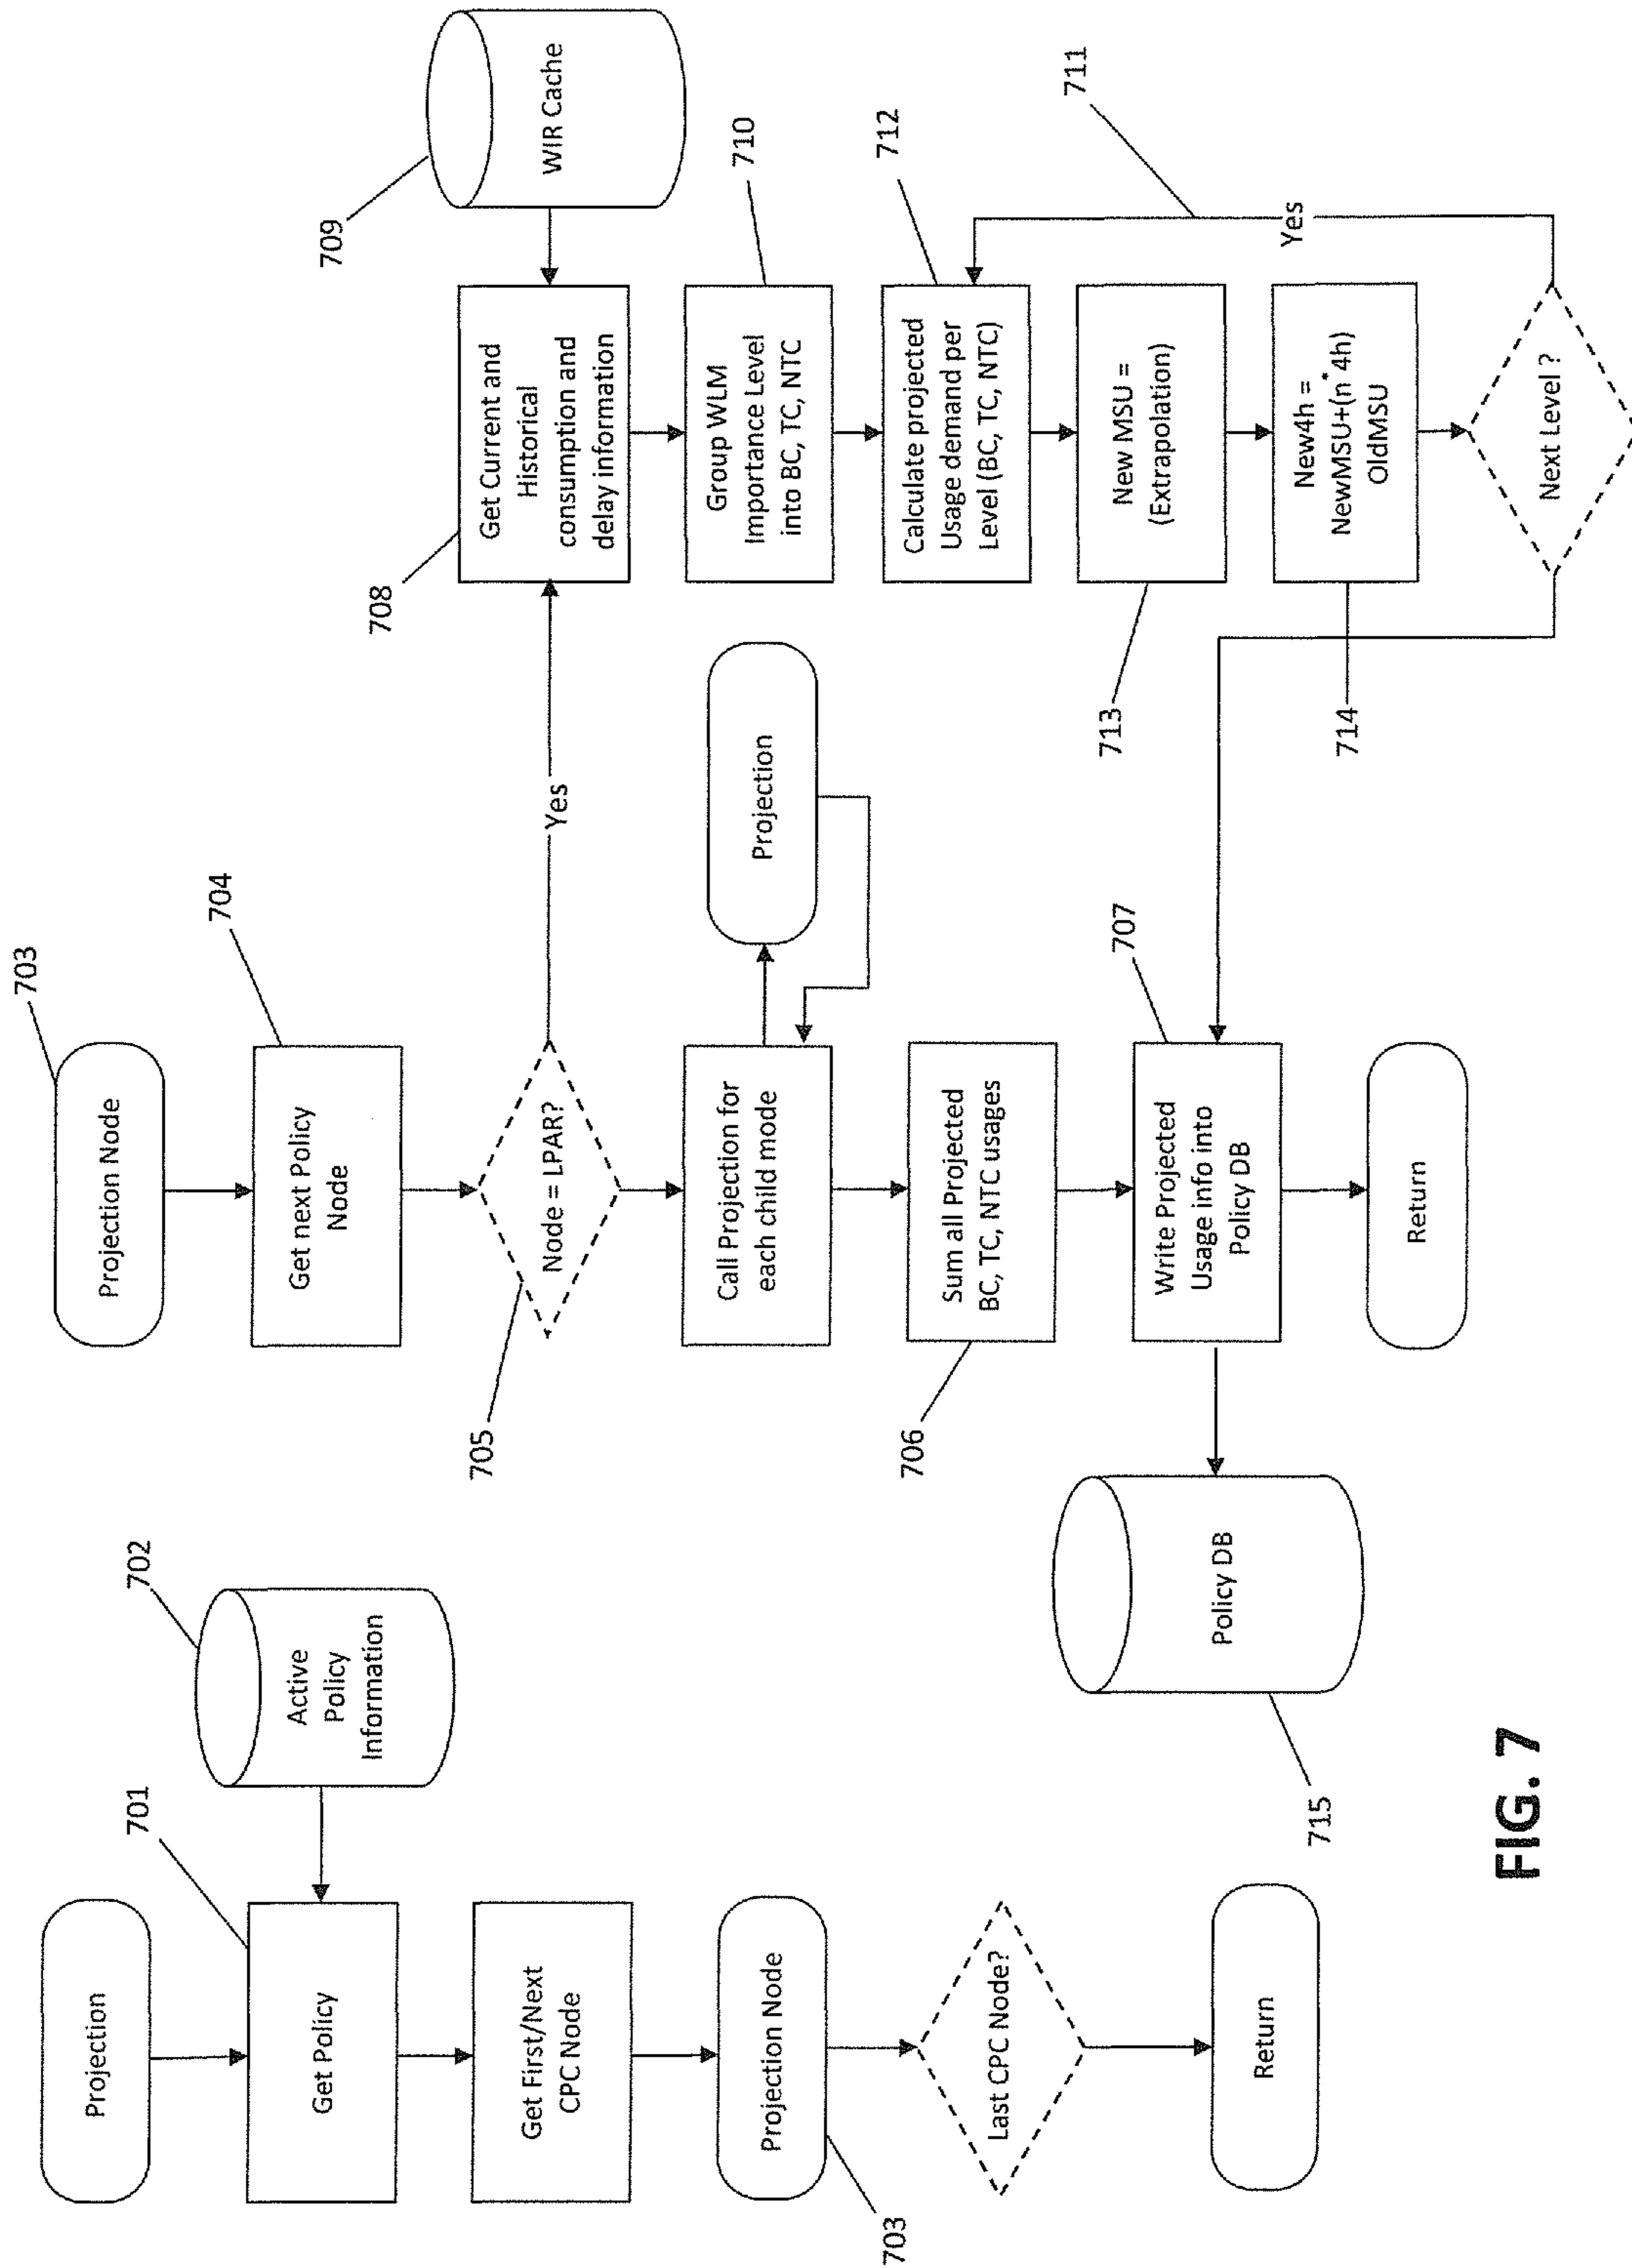 Projection
701
Get Policy
702
Active
Policy
Information
Get First/Next
CPC Node
Projection Node
703
Last CPC Node?
Return
703
Projection Node
704
Get next Policy
Node
705
Node = LPAR?
Yes
Call Projection for
each child mode
Projection
706
Sum all Projected
BC, TC, NTC usages
707
Write Projected
Usage info into
Policy DB
Policy DB
715
Return
708
Get Current and
Historical
consumption and
delay information
709
WIR Cache
710
Group WLM
Importance Level
into BC, TC, NTC
712
Calculate projected
Usage demand per
Level (BC, TC, NTC)
711
Yes
713
New MSU =
(Extrapolation)
714
New4h =
NewMSU+(n*4h)
OldMSU
Next Level ?
FIG. 7